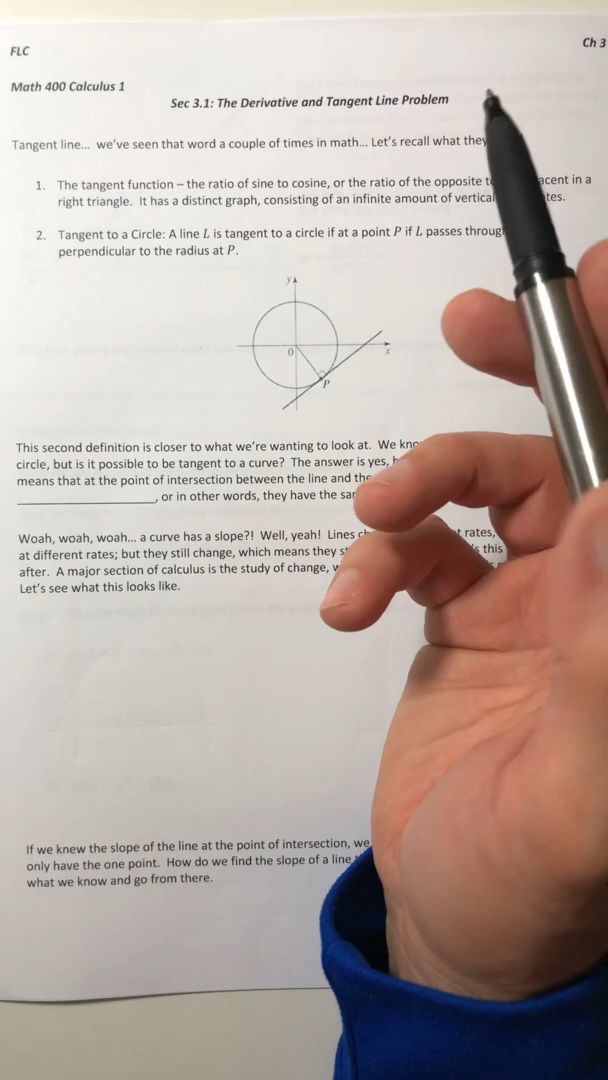 FLC
Ch 3
Math 400 Calculus 1
Sec 3.1: The Derivative and Tangent Line Problem
Tangent line... we've seen that word a couple of times in math... Let's recall what they
1. The tangent function – the ratio of sine to cosine, or the ratio of the opposite in a
right triangle. It has a distinct graph, consisting of an infinite amount of
2. Tangent to a Circle: A line L is tangent to a circle if at a point P if L passes
perpendicular to the radius at P.
y
0
x
P
This second definition is closer to what we're wanting to look at. We
circle, but is it possible to be tangent to a curve? The answer is yes,
means that at the point of intersection between the line and
____________________, or in other words, they have the
Woah, woah, woah... a curve has a slope?! Well, yeah! Lines rates,
at different rates; but they still change, which means they this
after. A major section of calculus is the study of change,
Let's see what this looks like.
If we knew the slope of the line at the point of intersection, we
only have the one point. How do we find the slope of a line
what we know and go from there.